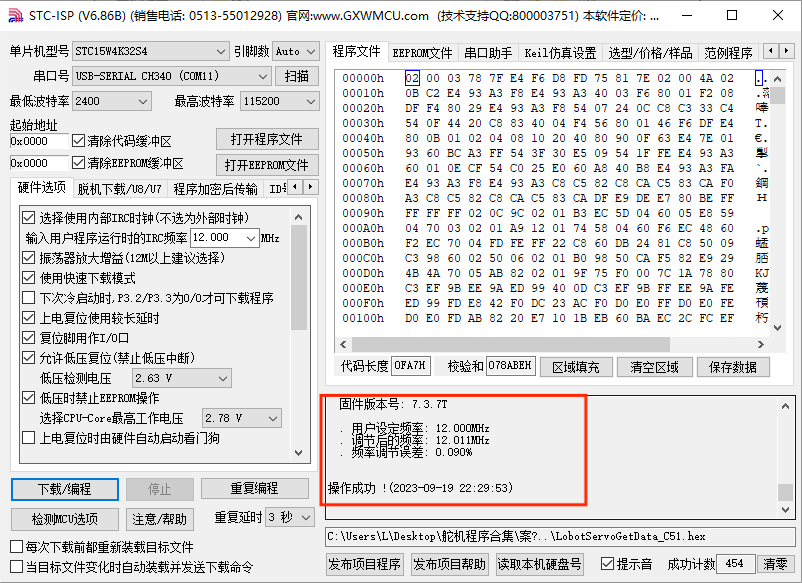 STC-ISP (V6.86B) (销售电话: 0513-55012928) 官网:www.GXWMCU.com  (技术支持QQ:800003751) 本软件定价: ...
单片机型号 STC15W4K32S4 引脚数 Auto
串口号 USB-SERIAL CH340 (COM11) 扫描
最低波特率 2400 最高波特率 115200
起始地址
0x0000 清除代码缓冲区 打开程序文件
0x0000 清除EEPROM缓冲区 打开EEPROM文件
硬件选项 脱机下载/U8/U7 程序加密后传输
选择使用内部IRC时钟(不选为外部时钟)
输入用户程序运行时的IRC频率 12.000 MHz
振荡器放大增益(12M以上建议选择)
使用快速下载模式
下次冷启动时,P3.2/P3.3为0/0才可下载程序
上电复位使用较长延时
复位脚用作I/O口
允许低压复位(禁止低压中断)
低压检测电压 2.63 V
低压时禁止EEPROM操作
选择CPU-Core最高工作电压 2.78 V
上电复位时由硬件自动启动看门狗
下载/编程 停止 重复编程
检测MCU选项 注意/帮助 重复延时 3 秒
每次下载前都重新装载目标文件
当目标文件变化时自动装载并发送下载命令
程序文件 EEPROM文件 串口助手 Keil仿真设置 选型/价格/样品 范例程序
00000h 02 00 03 78 7F E4 F6 D8 FD 75 81 7E 02 00 4A 02
00010h 0B C2 E4 93 A3 F8 E4 93 A3 40 03 F6 80 01 F2 08
00020h DF F4 80 29 E4 93 A3 F8 54 07 24 0C C8 C3 33 C4
00030h 54 0F 44 20 C8 83 40 04 F4 56 80 01 46 F6 DF E4
00040h 80 0B 01 02 04 08 10 20 40 80 90 0F 63 E4 7E 01
00050h 93 60 BC A3 FF 54 3F 30 E5 09 54 1F FE E4 93 A3
00060h 60 01 0E CF 54 C0 25 E0 60 A8 40 B8 E4 93 A3 FA
00070h E4 93 A3 F8 E4 93 A3 C8 C5 82 C8 CA C5 83 CA F0
00080h A3 C8 C5 82 C8 CA C5 83 CA DF E9 DE E7 80 BE FF
00090h FF FF FF 02 0C 9C 02 01 B3 EC 5D 04 60 05 E8 59
000A0h 04 70 03 02 01 A9 12 01 74 58 04 60 F6 EC 48 60
000B0h F2 EC 70 04 FD FE FF 22 C8 60 DB 24 81 C8 50 09
000C0h C3 98 60 02 50 06 02 01 B0 98 50 CA F5 82 E9 29
000D0h 4B 4A 70 05 AB 82 02 01 9F 75 F0 00 7C 1A 78 80
000E0h C3 EF 9B EE 9A ED 99 40 0D C3 EF 9B FF EE 9A FE
000F0h ED 99 FD E8 42 F0 DC 23 AC F0 D0 E0 FF D0 E0 FE
00100h D0 E0 FD AB 82 20 E7 10 1B EB 60 BA EC 2C FC EF
代码长度 0FA7H 校验和 078ABEH 区域填充 清空区域 保存数据
固件版本号: 7.3.7T
. 用户设定频率: 12.000MHz
. 调节后的频率: 12.011MHz
. 频率调节误差: 0.090%
操作成功 !(2023-09-19 22:29:53)
C:\Users\L\Desktop\舵机程序合集\案?..\LobotServoGetData_C51.hex
发布项目程序 发布项目帮助 读取本机硬盘号 提示音 成功计数 454 清零